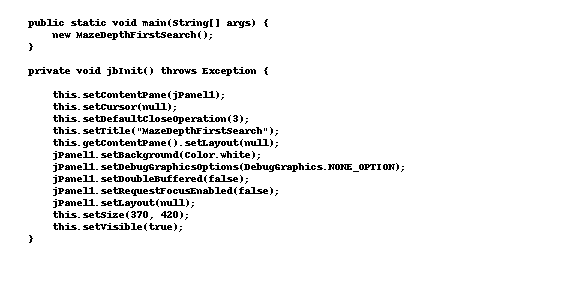 public static void main(String[] args) {
new MazeDepthFirstSearch();
}
private void jbInit() throws Exception {
this.setContentPane(jPanel1);
this.setCursor(null);
this.setDefaultCloseOperation(3);
this.setTitle("MazeDepthFirstSearch");
this.getContentPane().setLayout(null);
jPanel1.setBackground(Color.white);
jPanel1.setDebugGraphicsOptions(DebugGraphics.NONE_OPTION);
jPanel1.setDoubleBuffered(false);
jPanel1.setRequestFocusEnabled(false);
jPanel1.setLayout(null);
this.setSize(370, 420);
this.setVisible(true);
}